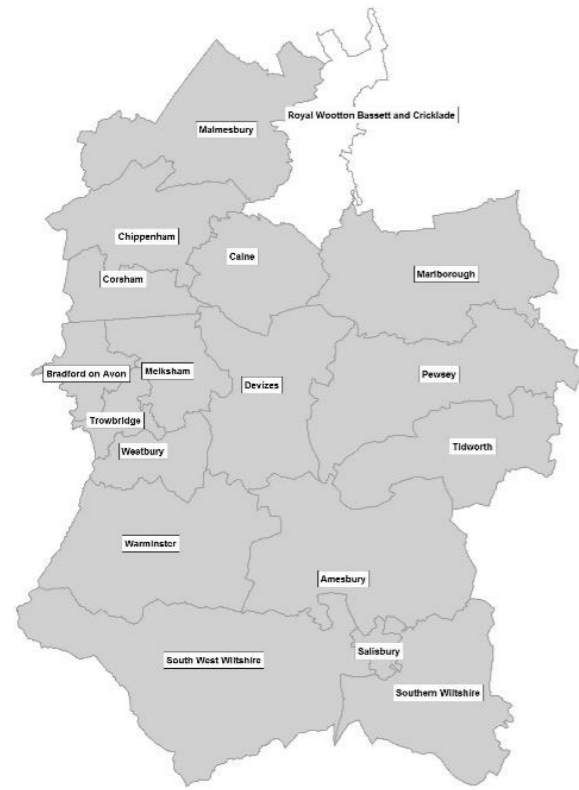 Royal Wootton Bassett and Cricklade
Malmesbury
Chippenham
Calne
Marlborough
Corsham
Bradford on Avon
Melksham
Pewsey
Devizes
Trowbridge
Westbury
Tidworth
Warminster
Amesbury
Salisbury
South West Wiltshire
Southern Wiltshire